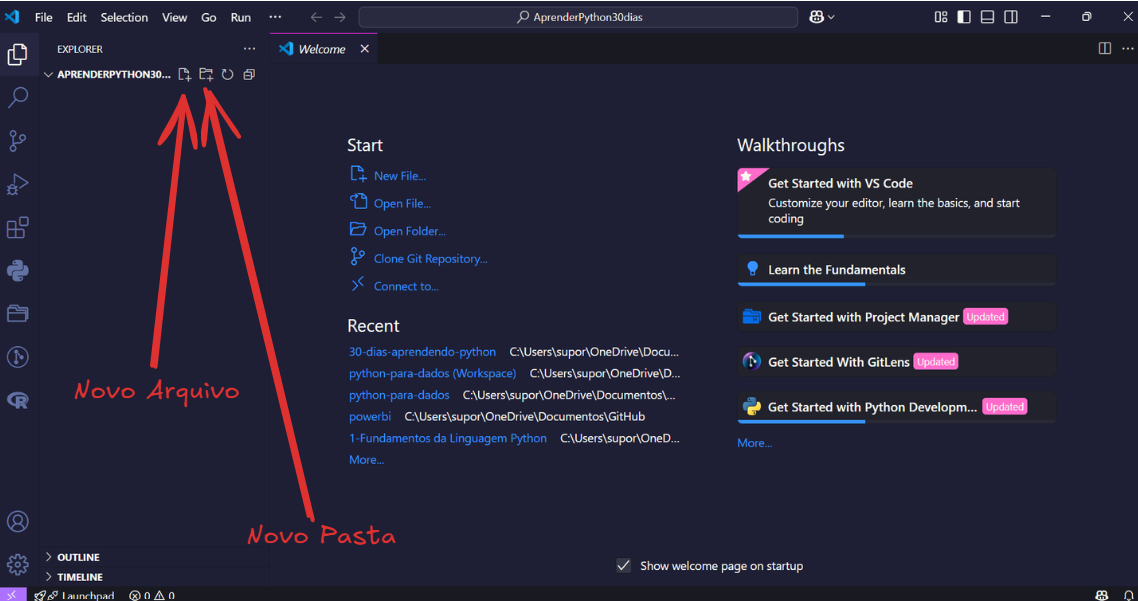 File Edit Selection View Go Run ···
AprenderPython30dias
EXPLORER ···
Welcome
APRENDERPYTHON30...
Novo Arquivo
Novo Pasta
OUTLINE
TIMELINE
Start
New File...
Open File...
Open Folder...
Clone Git Repository...
Connect to...
Recent
30-dias-aprendendo-python C:\Users\supor\OneDrive\Docu...
python-para-dados (Workspace) C:\Users\supor\OneDrive\D...
python-para-dados C:\Users\supor\OneDrive\Documentos\...
powerbi C:\Users\supor\OneDrive\Documentos\GitHub
1-Fundamentos da Linguagem Python C:\Users\supor\OneD...
More...
Walkthroughs
Get Started with VS Code
Customize your editor, learn the basics, and start
coding
Learn the Fundamentals
Get Started with Project Manager Updated
Get Started With GitLens Updated
Get Started with Python Developm... Updated
More...
Show welcome page on startup
Launchpad 0 0